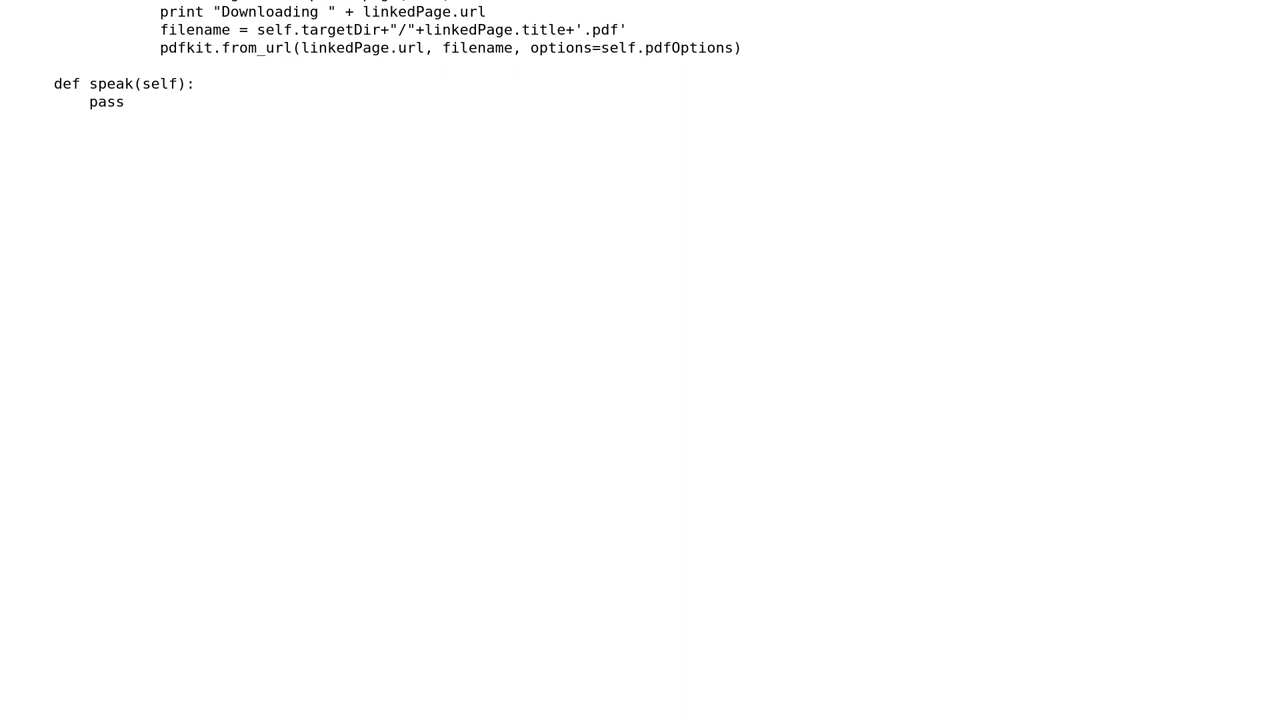 print "Downloading " + linkedPage.url
            filename = self.targetDir+"/"+linkedPage.title+'.pdf'
            pdfkit.from_url(linkedPage.url, filename, options=self.pdfOptions)

def speak(self):
    pass